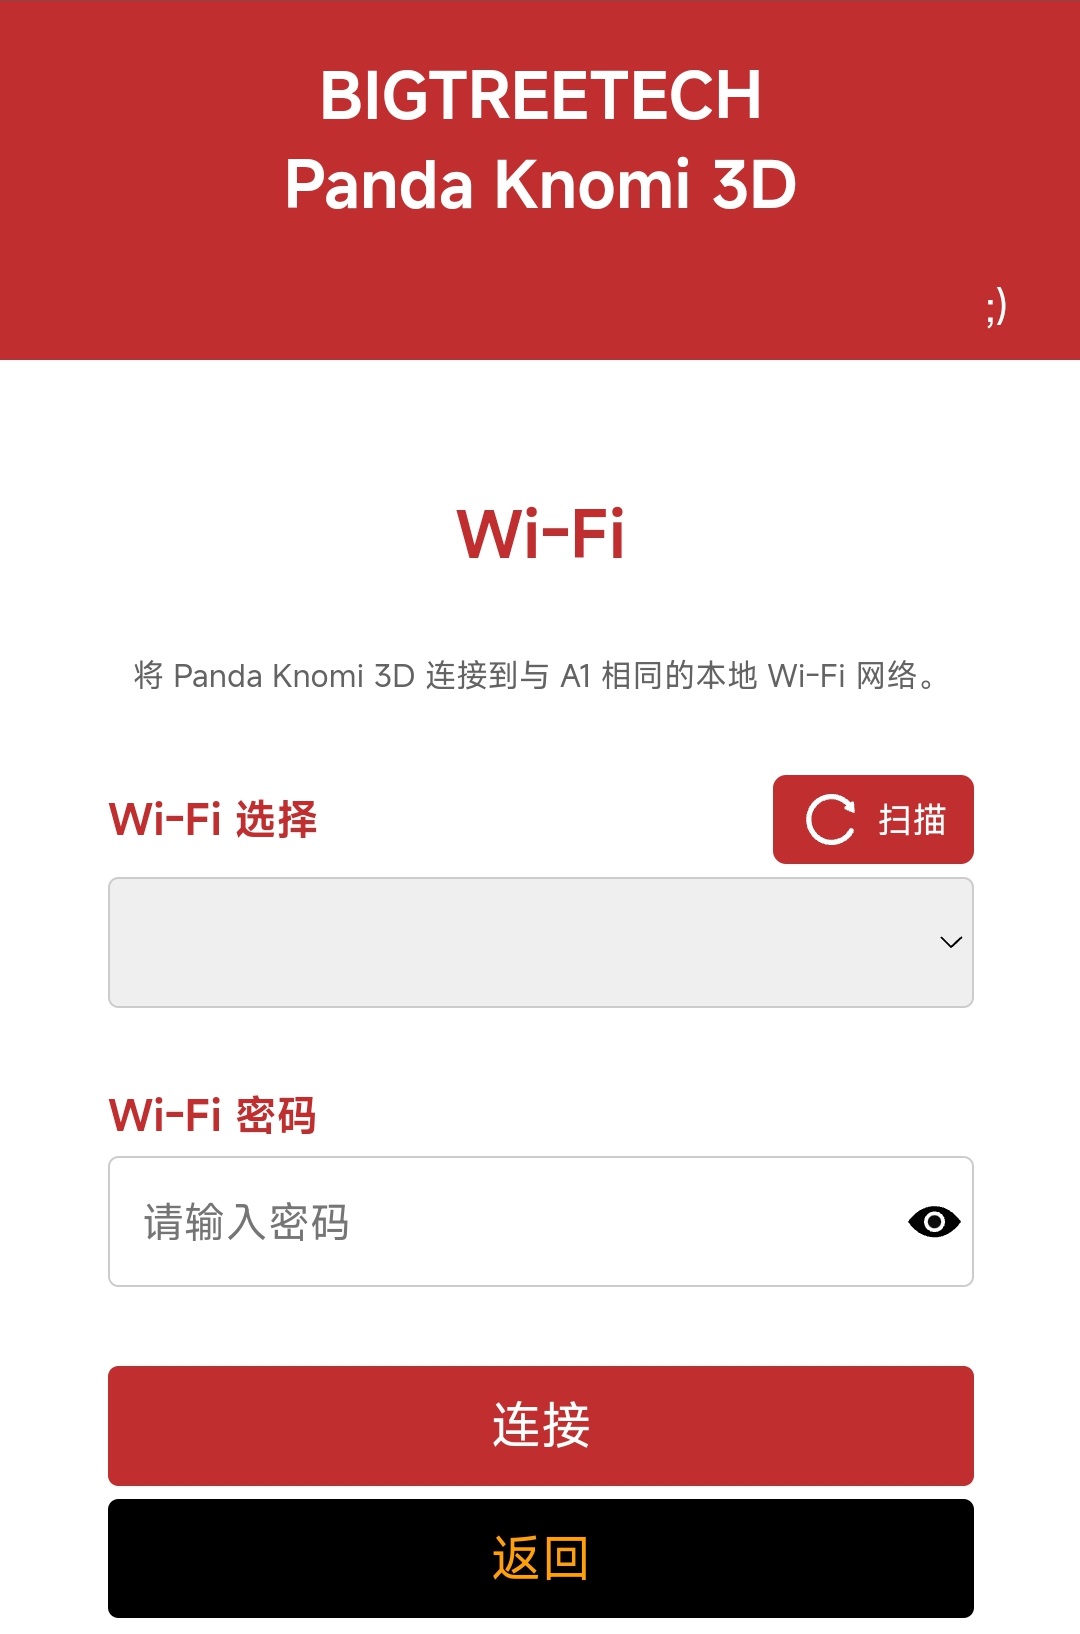 BIGTREETECH
Panda Knomi 3D
;)
Wi-Fi
将 Panda Knomi 3D 连接到与 A1 相同的本地 Wi-Fi 网络。
Wi-Fi 选择
扫描
Wi-Fi 密码
请输入密码
连接
返回